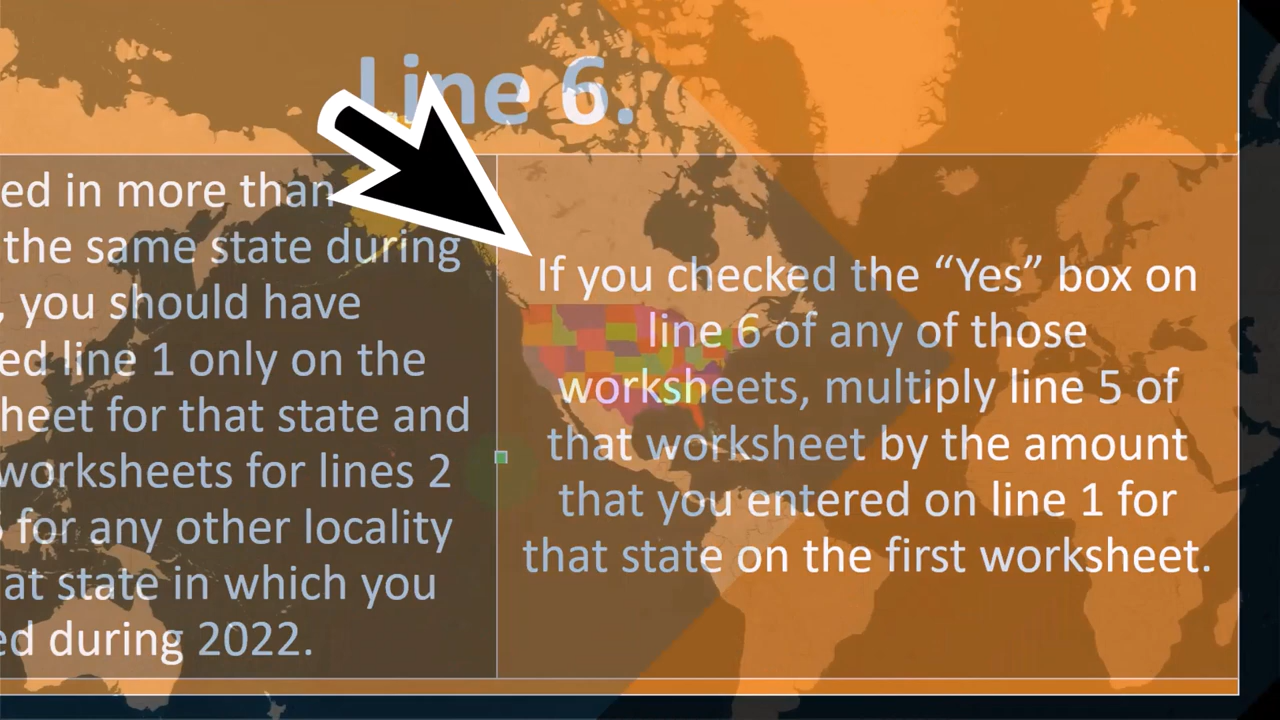 Line 6.
ed in more than
the same state during
, you should have
ed line 1 only on the
heet for that state and
worksheets for lines 2
for any other locality
at state in which you
ed during 2022.
If you checked the “Yes” box on
line 6 of any of those
worksheets, multiply line 5 of
that worksheet by the amount
that you entered on line 1 for
that state on the first worksheet.